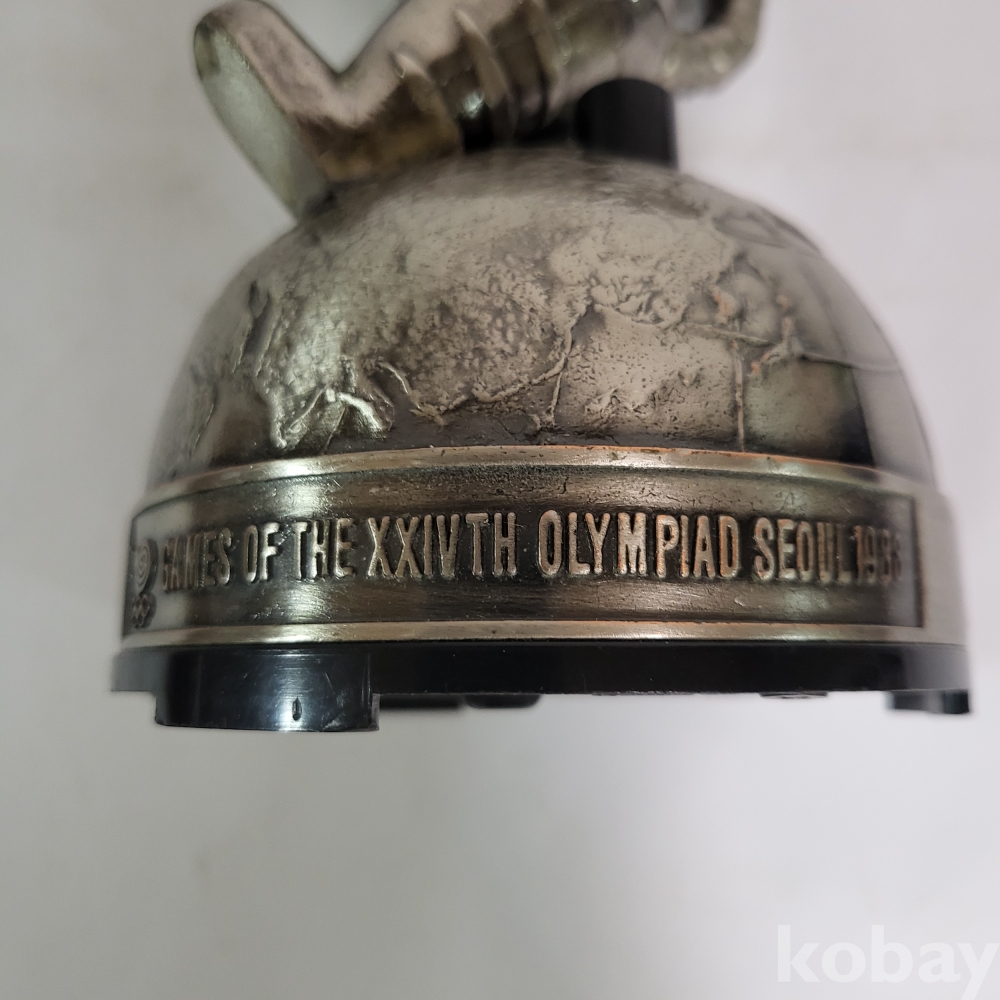 GAMES OF THE XXIVTH OLYMPIAD SEOUL 1988
kobay